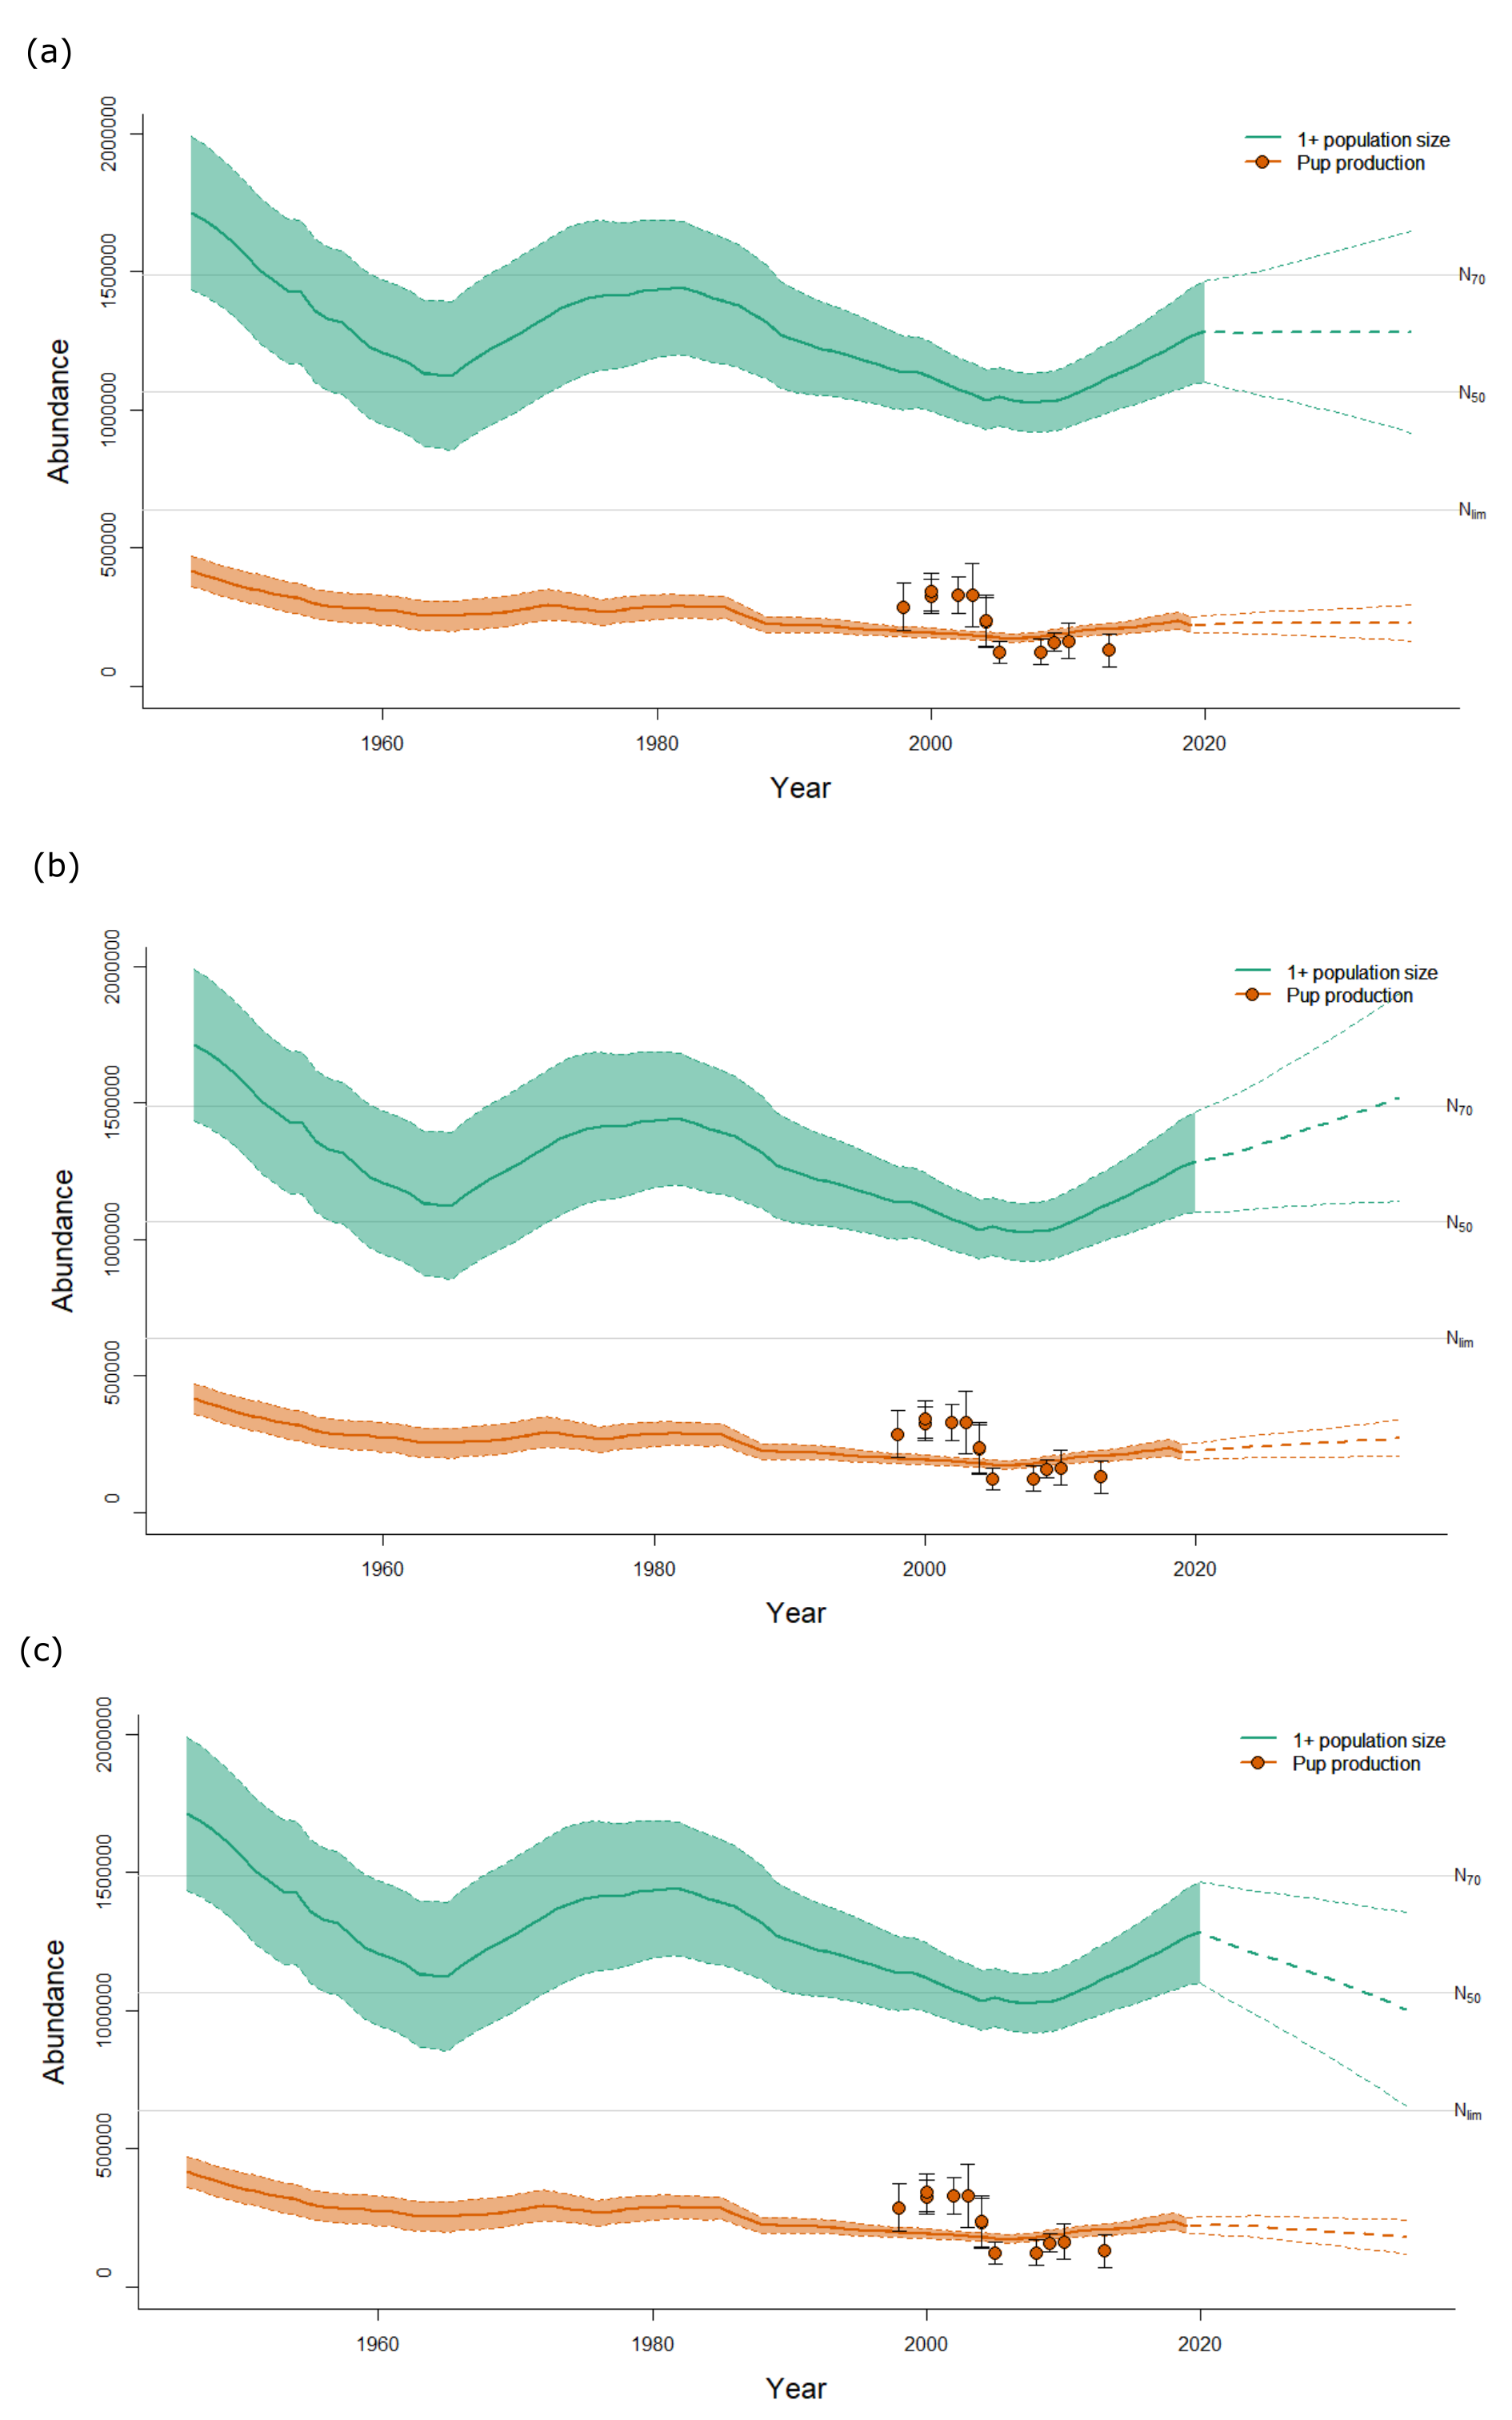 (a)
2000000
1500000
1000000
500000
0
Abundance
1+ population size
Pup production
N70
N50
Nlim
1960
1980
2000
2020
Year
(b)
2000000
1500000
1000000
500000
0
Abundance
1+ population size
Pup production
N70
N50
Nlim
1960
1980
2000
2020
Year
(c)
2000000
1500000
1000000
500000
0
Abundance
1+ population size
Pup production
N70
N50
Nlim
1960
1980
2000
2020
Year